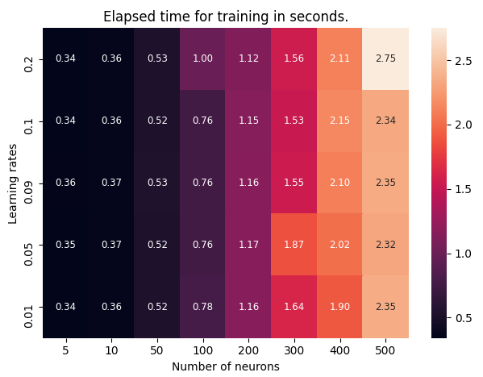 Elapsed time for training in seconds.
Learning rates
0.2 0.34 0.36 0.53 1.00 1.12 1.56 2.11 2.75
0.1 0.34 0.36 0.52 0.76 1.15 1.53 2.15 2.34
0.09 0.36 0.37 0.53 0.76 1.16 1.55 2.10 2.35
0.05 0.35 0.37 0.52 0.76 1.17 1.87 2.02 2.32
0.01 0.34 0.36 0.52 0.78 1.16 1.64 1.90 2.35
5 10 50 100 200 300 400 500
Number of neurons
2.5
2.0
1.5
1.0
0.5